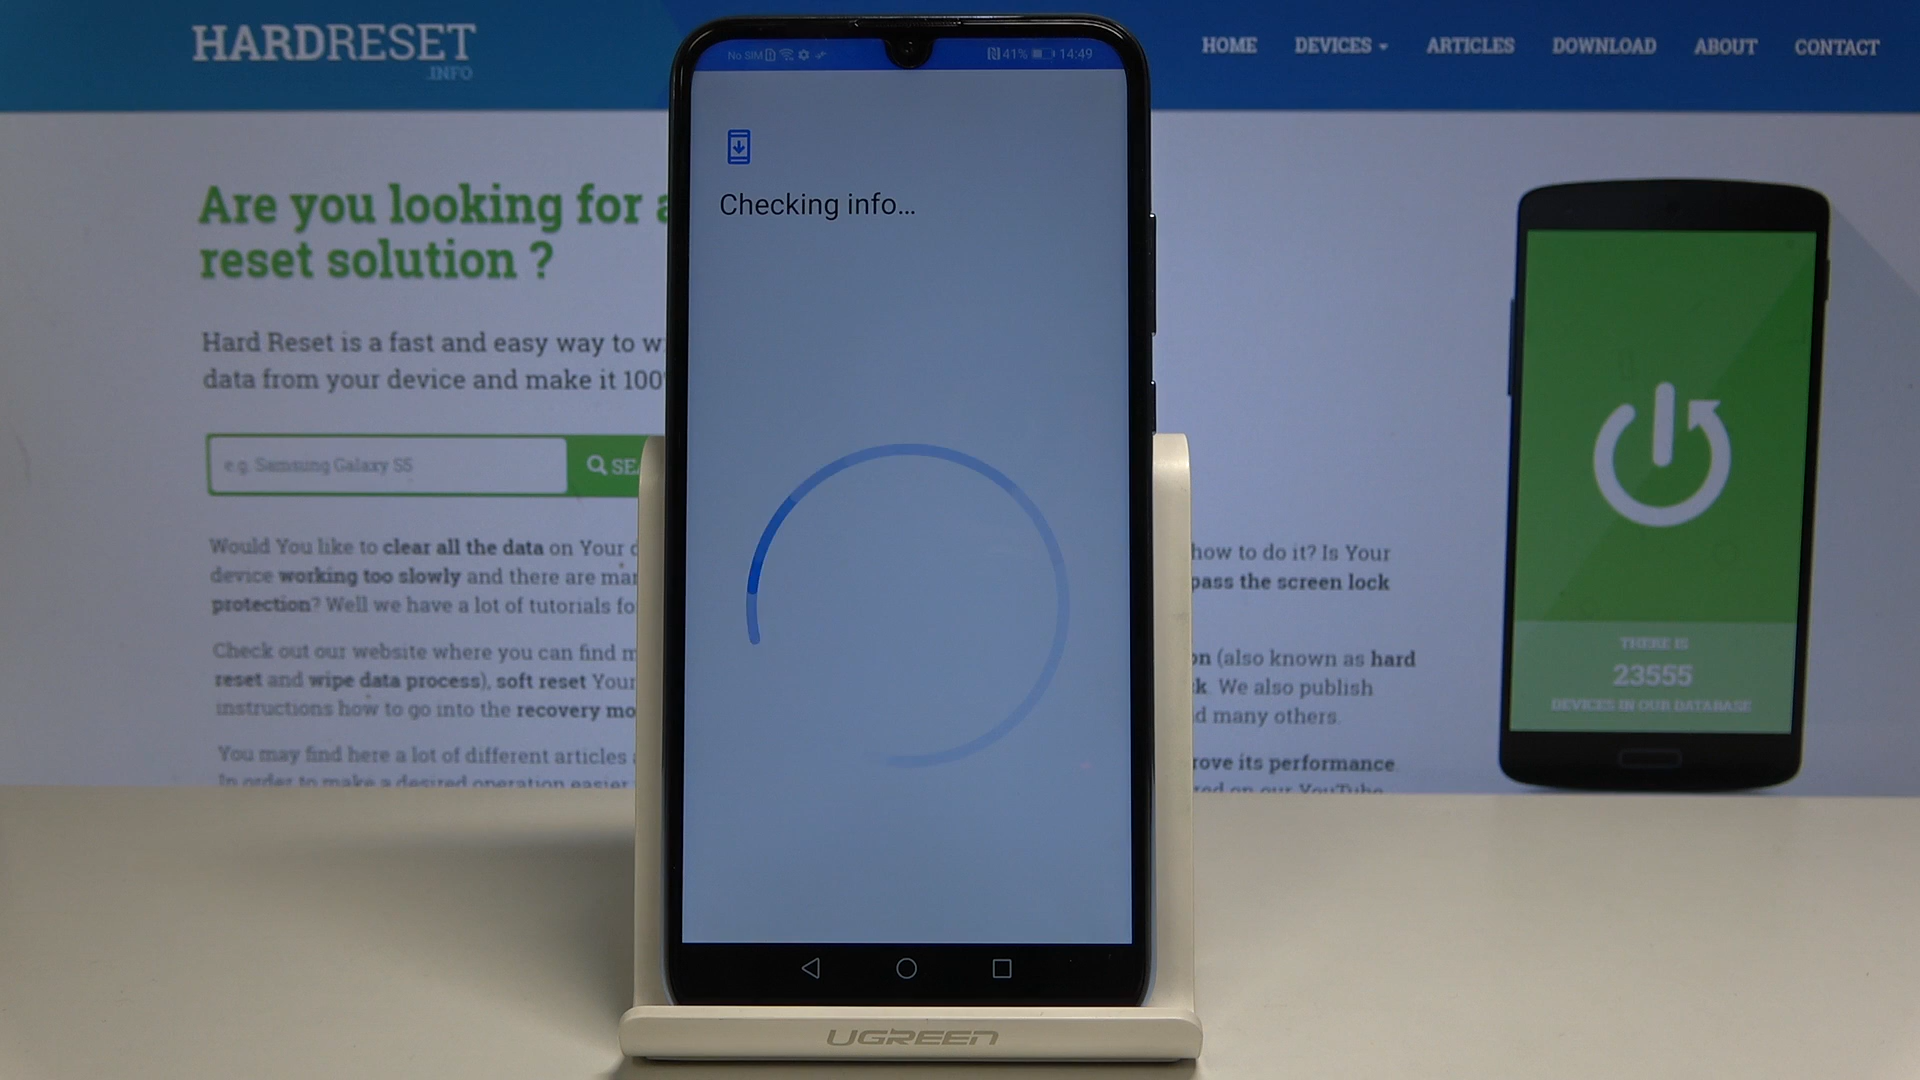 HARDRESET
.INFO
HOME DEVICES ARTICLES DOWNLOAD ABOUT CONTACT
No SIM 41% 14:49
Checking info...
Are you looking for a
reset solution ?
Hard Reset is a fast and easy way to w
data from your device and make it 100
e.g. Samsung Galaxy S5
SEA
Would You like to clear all the data on Your d
how to do it? Is Your
device working too slowly and there are man
pass the screen lock
protection? Well we have a lot of tutorials fo
Check out our website where you can find m
on (also known as hard
reset and wipe data process), soft reset Your
k. We also publish
instructions how to go into the recovery mo
d many others.
You may find here a lot of different articles
rove its performance.
In order to make a desired operation easier
red on our YouTube
THERE IS
23555
DEVICES IN OUR DATABASE
UGREEN